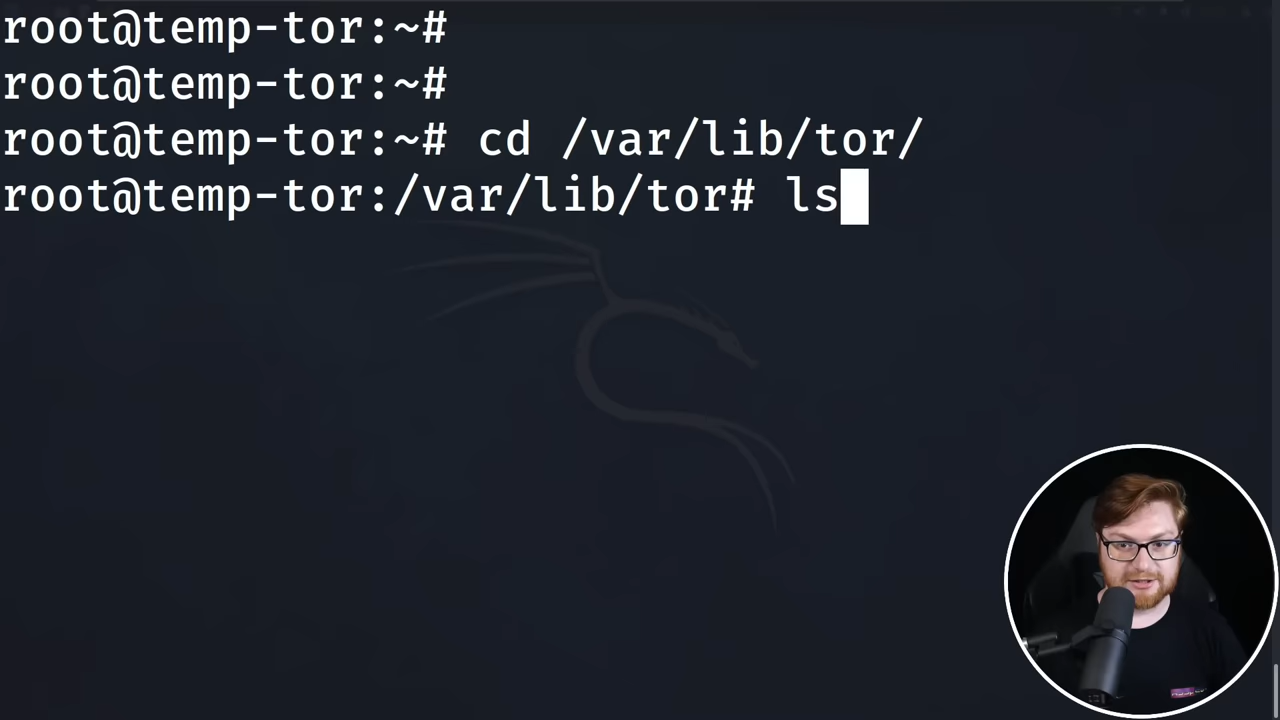 root@temp-tor:~#
root@temp-tor:~#
root@temp-tor:~# cd /var/lib/tor/
root@temp-tor:/var/lib/tor# ls